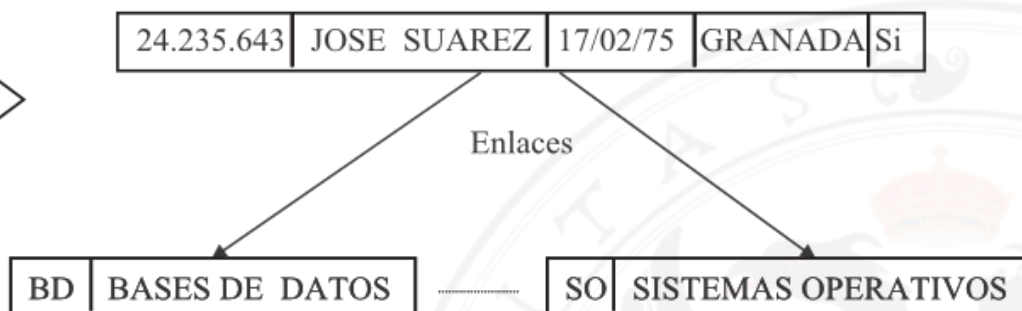 24.235.643 JOSE SUAREZ 17/02/75 GRANADA Si
Enlaces
BD BASES DE DATOS SO SISTEMAS OPERATIVOS